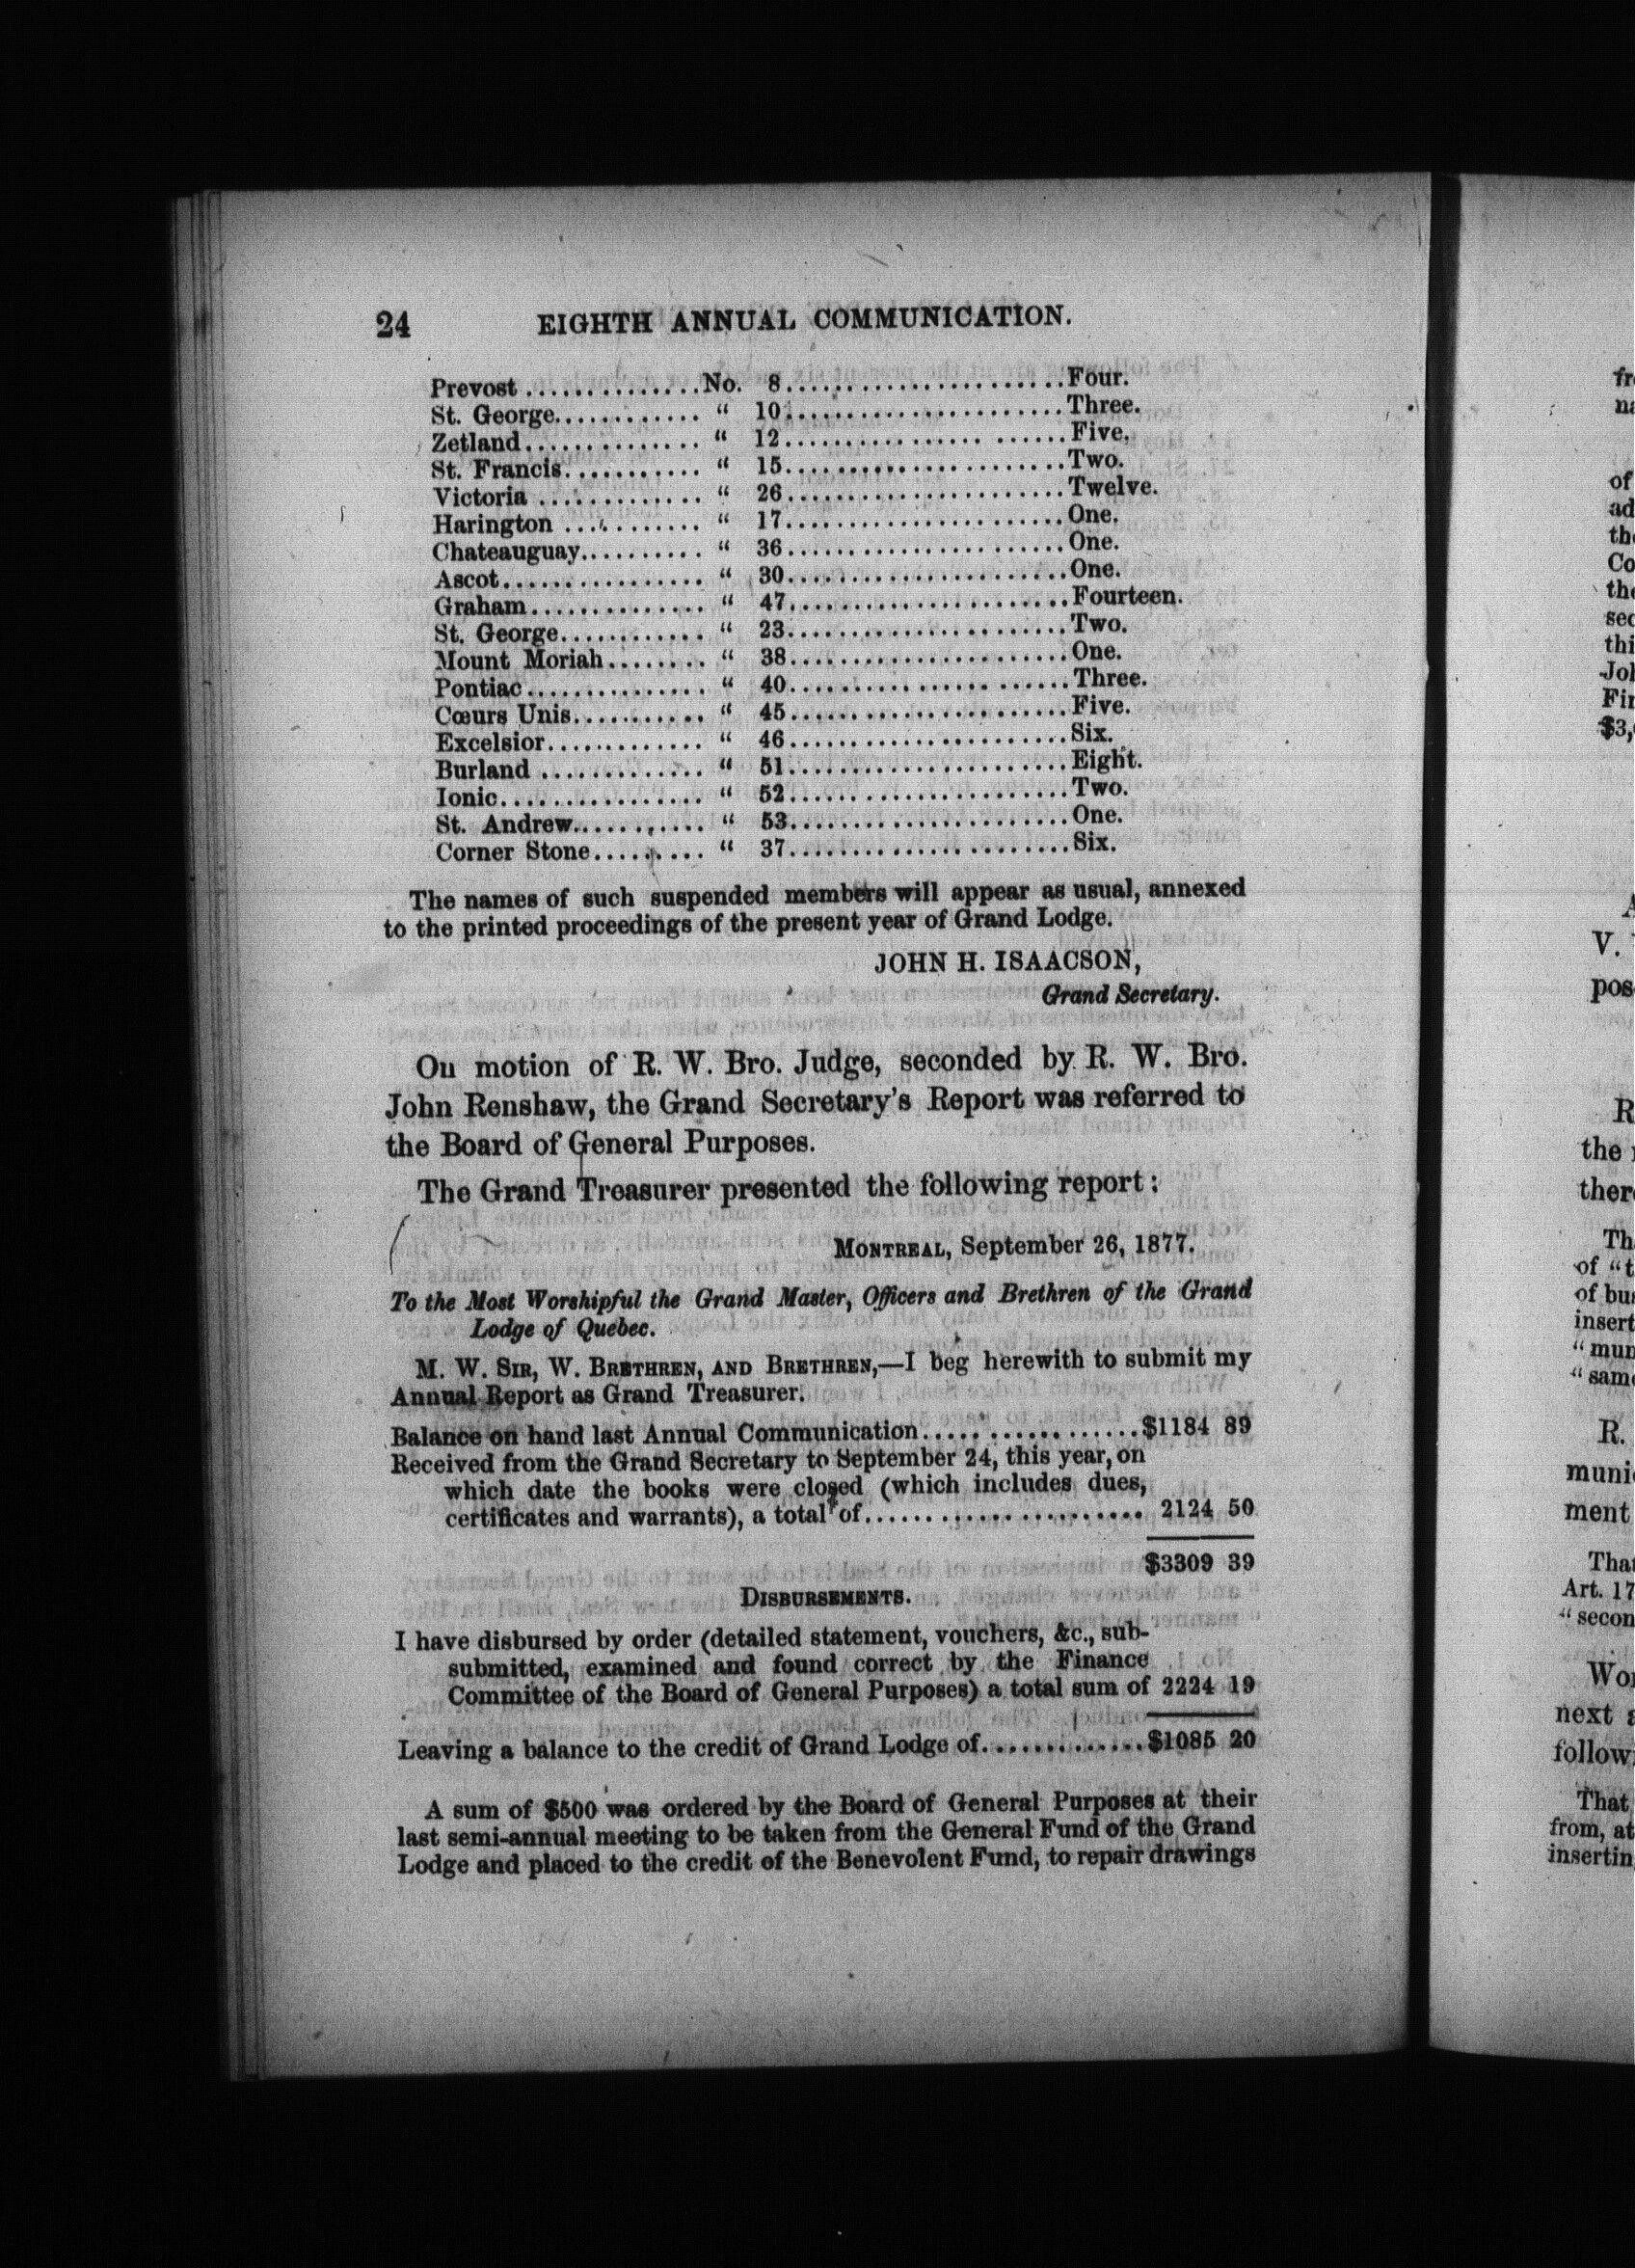 24 EIGHTH ANNUAL COMMUNICATION.
Prevost..............No. 8.......................Four.
St. George............ " 10.......................Three.
Zetland............... " 12.......................Five.
St. Francis........... " 15.......................Two.
Victoria ............. " 26.......................Twelve.
Harington ............ " 17.......................One.
Chateauguay.......... " 36.......................One.
Ascot................. " 30.......................One.
Graham.............. " 47.......................Fourteen.
St. George............ " 23.......................Two.
Mount Moriah........ " 38.......................One.
Pontiac............... " 40.......................Three.
Cœurs Unis........... " 45.......................Five.
Excelsior............. " 46.......................Six.
Burland .............. " 51.......................Eight.
Ionic................. " 52.......................Two.
St. Andrew........... " 53.......................One.
Corner Stone......... " 37.......................Six.
The names of such suspended members will appear as usual, annexed
to the printed proceedings of the present year of Grand Lodge.
JOHN H. ISAACSON,
Grand Secretary.
On motion of R. W. Bro. Judge, seconded by R. W. Bro.
John Renshaw, the Grand Secretary's Report was referred to
the Board of General Purposes.
The Grand Treasurer presented the following report:
MONTREAL, September 26, 1877.
To the Most Worshipful the Grand Master, Officers and Brethren of the Grand
Lodge of Quebec.
M. W. SIR, W. BRETHREN, AND BRETHREN,—I beg herewith to submit my
Annual Report as Grand Treasurer.
Balance on hand last Annual Communication..................$1184 89
Received from the Grand Secretary to September 24, this year, on
which date the books were closed (which includes dues,
certificates and warrants), a total of....................... 2124 50
$3309 39
DISBURSEMENTS.
I have disbursed by order (detailed statement, vouchers, &c., sub-
submitted, examined and found correct by the Finance
Committee of the Board of General Purposes) a total sum of 2224 19
Leaving a balance to the credit of Grand Lodge of..............$1085 20
A sum of $500 was ordered by the Board of General Purposes at their
last semi-annual meeting to be taken from the General Fund of the Grand
Lodge and placed to the credit of the Benevolent Fund, to repair drawings